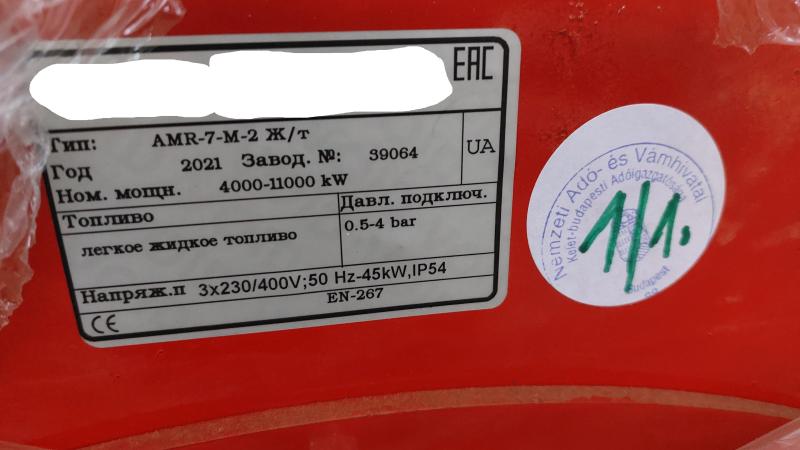 EAC
Тип: AMR-7-M-2 Ж/т
Год 2021 Завод. №: 39064
UA
Ном. мощн. 4000-11000 kW
Топливо
Давл. подключ.
легкое жидкое топливо
0.5-4 bar
Напряж.п 3x230/400V;50 Hz-45kW,IP54
EN-267
CE
Nemzeti Adó- és Vámhivatal
Kelet-budapesti Adóigazgatóság
1/1.
Budapest